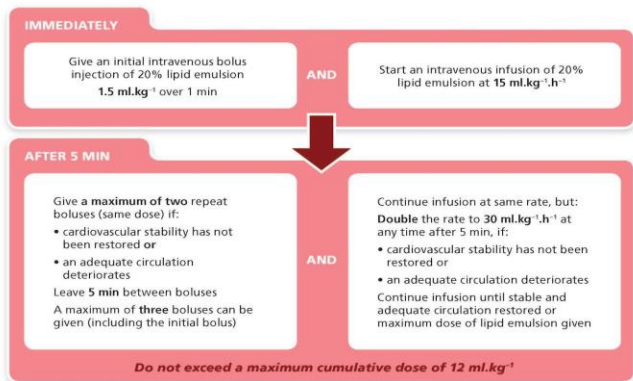 IMMEDIATELY
Give an initial intravenous bolus
injection of 20% lipid emulsion
1.5 ml.kg⁻¹ over 1 min
AND
Start an intravenous infusion of 20%
lipid emulsion at 15 ml.kg⁻¹.h⁻¹
AFTER 5 MIN
Give a maximum of two repeat
boluses (same dose) if:
• cardiovascular stability has not
been restored or
• an adequate circulation
deteriorates
Leave 5 min between boluses
A maximum of three boluses can be
given (including the initial bolus)
AND
Continue infusion at same rate, but:
Double the rate to 30 ml.kg⁻¹.h⁻¹ at
any time after 5 min, if:
• cardiovascular stability has not been
restored or
• an adequate circulation deteriorates
Continue infusion until stable and
adequate circulation restored or
maximum dose of lipid emulsion given
Do not exceed a maximum cumulative dose of 12 ml.kg⁻¹